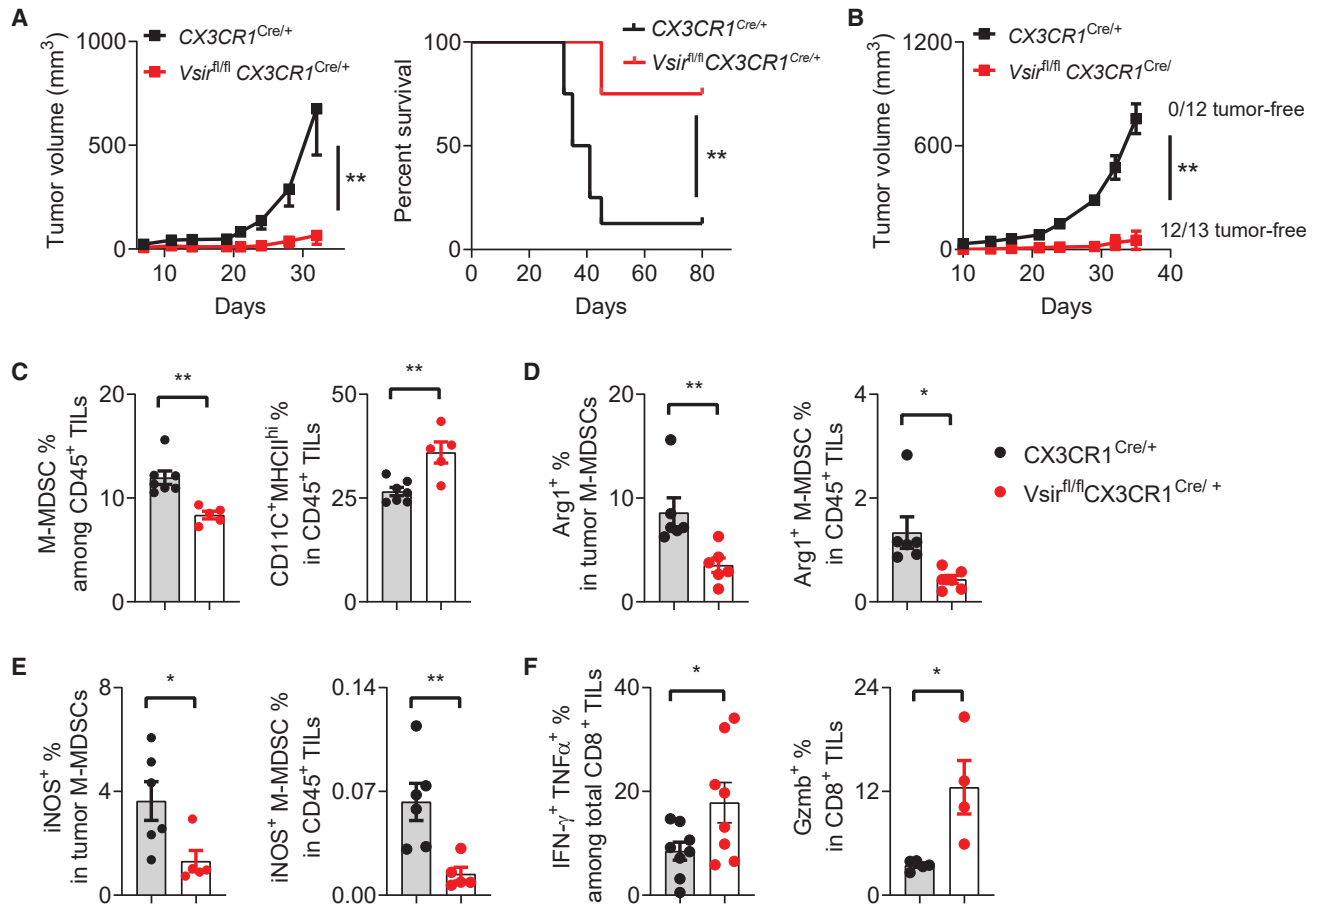 A
Tumor volume (mm³)
1000
500
0
10
20
30
Days
CX3CR1Cre/+
Vsirfl/fl CX3CR1Cre/+
**
Percent survival
100
50
0
0
20
40
60
80
Days
CX3CR1Cre/+
Vsirfl/fl CX3CR1Cre/+
**
B
Tumor volume (mm³)
1200
600
0
10
20
30
40
Days
CX3CR1Cre/+
Vsirfl/fl CX3CR1Cre/
0/12 tumor-free
**
12/13 tumor-free
C
M-MDSC %
among CD45+ TILs
20
10
0
**
CD11C+MHCIIhi %
in CD45+ TILs
50
25
0
**
D
Arg1+ %
in tumor M-MDSCs
20
10
0
**
Arg1+ M-MDSC %
in CD45+ TILs
4
2
0
*
CX3CR1Cre/+
Vsirfl/flCX3CR1Cre/ +
E
iNOS+ %
in tumor M-MDSCs
8
4
0
*
iNOS+ M-MDSC %
in CD45+ TILs
0.14
0.07
0.00
**
F
IFN-γ+ TNFα+ %
among total CD8+ TILs
40
20
0
*
Gzmb+ %
in CD8+ TILs
24
12
0
*